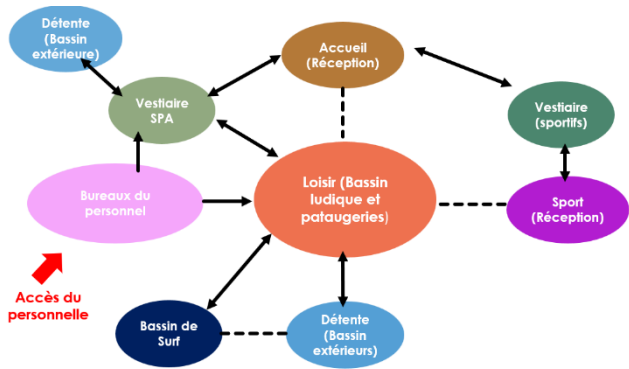 Détente
(Bassin
extérieure)
Accueil
(Réception)
Vestiaire
SPA
Vestiaire
(sportifs)
Bureaux du
personnel
Loisir (Bassin
ludique et
pataugeries)
Sport
(Réception)
Accès du
personnelle
Bassin de
Surf
Détente
(Bassin
extérieurs)